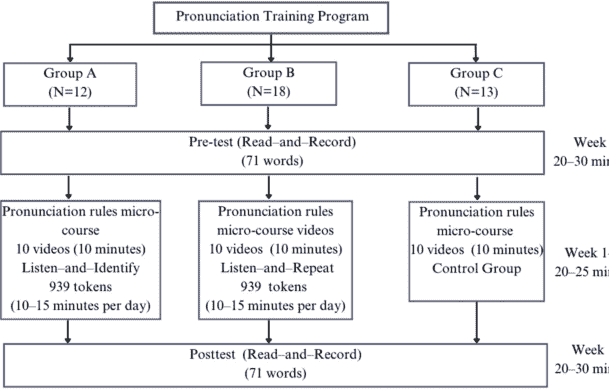 Pronunciation Training Program
Group A
(N=12)
Group B
(N=18)
Group C
(N=13)
Pre-test (Read–and–Record)
(71 words)
Week
20–30
Pronunciation rules micro-
course
10 videos (10 minutes)
Listen–and–Identify
939 tokens
(10–15 minutes per day)
Pronunciation rules
micro-course videos
10 videos (10 minutes)
Listen–and–Repeat
939 tokens
(10–15 minutes per day)
Pronunciation rules
micro-course
10 videos (10 minutes)
Control Group
Week
20–25
Posttest (Read–and–Record)
(71 words)
Week
20–30